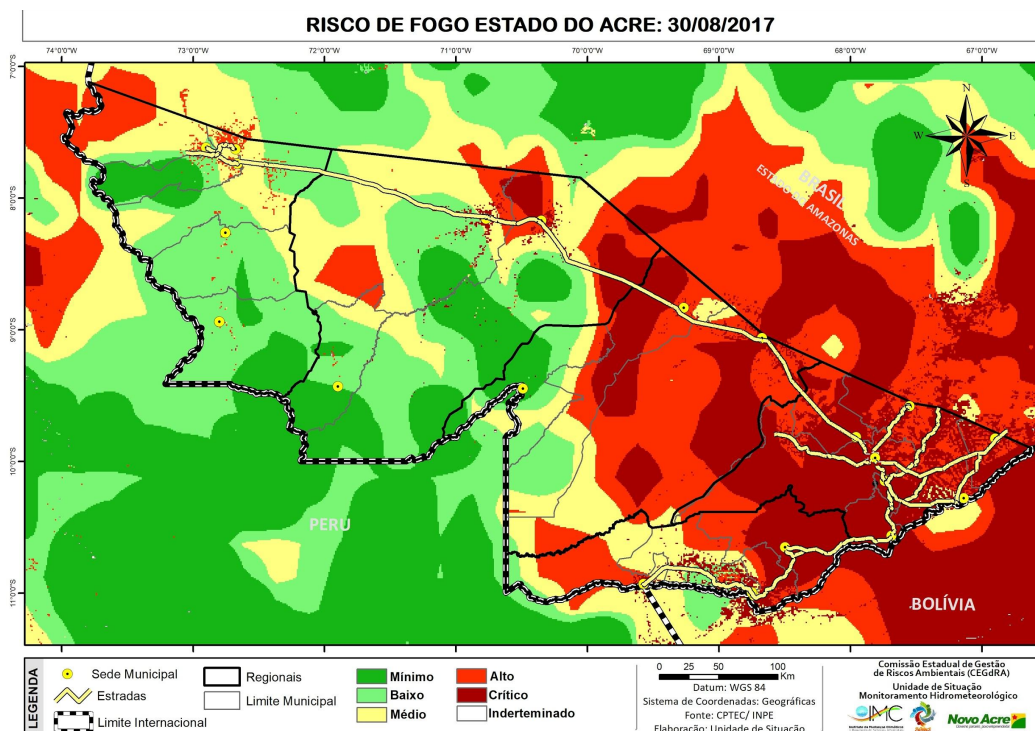 RISCO DE FOGO ESTADO DO ACRE: 30/08/2017
74°0'0"W 73°0'0"W 72°0'0"W 71°0'0"W 70°0'0"W 69°0'0"W 68°0'0"W 67°0'0"W
7°0'0"S
8°0'0"S
9°0'0"S
10°0'0"S
11°0'0"S
N
W E
S
BRASIL
ESTADO DO AMAZONAS
PERU
BOLÍVIA
LEGENDA
Sede Municipal
Estradas
Limite Internacional
Regionais
Limite Municipal
Mínimo
Baixo
Médio
Alto
Crítico
Inderteminado
0 25 50 100
Km
Datum: WGS 84
Sistema de Coordenadas: Geográficas
Fonte: CPTEC/ INPE
Elaboração: Unidade de Situação
Comissão Estadual de Gestão
de Riscos Ambientais (CEGdRA)
Unidade de Situação
Monitoramento Hidrometeorológico
IMC
Novo Acre